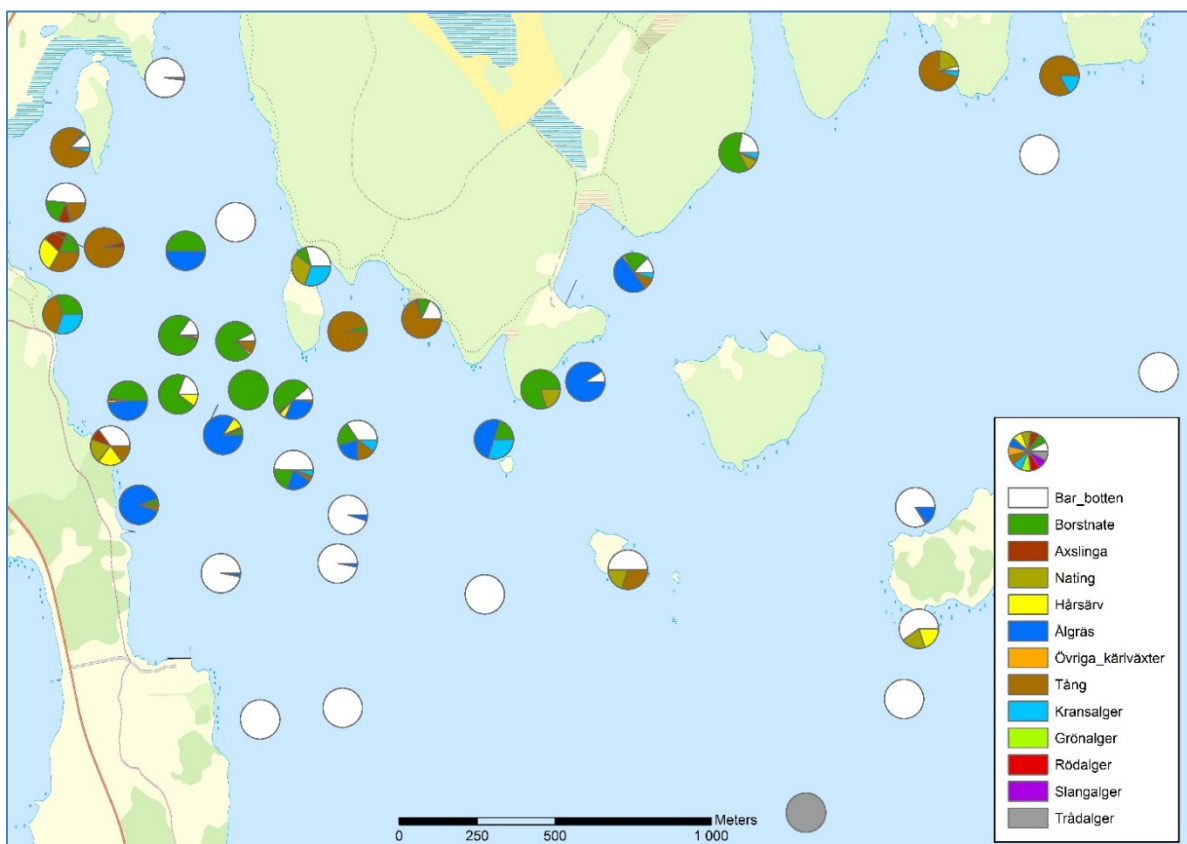 Bar_botten
Borstnate
Axslinga
Nating
Hårsärv
Ålgräs
Övriga_kärlväxter
Tång
Kransalger
Grönalger
Rödalger
Slangalger
Trådalger
Meters
0 250 500 1 000